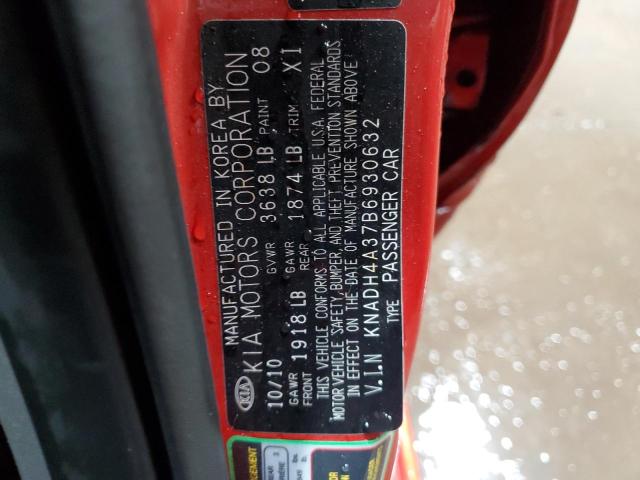 MANUFACTURED IN KOREA BY
KIA KIA MOTORS CORPORATION
10/10 GVWR 3638 LB PAINT 08
GAWR FRONT 1918 LB GAWR REAR 1874 LB TRIM XI
THIS VEHICLE CONFORMS TO ALL APPLICABLE U.S.A. FEDERAL
MOTOR VEHICLE SAFETY, BUMPER, AND THEFT PREVENTION STANDARDS
IN EFFECT ON THE DATE OF MANUFACTURE SHOWN ABOVE
V.I.N KNADH4A37B6930632
TYPE PASSENGER CAR